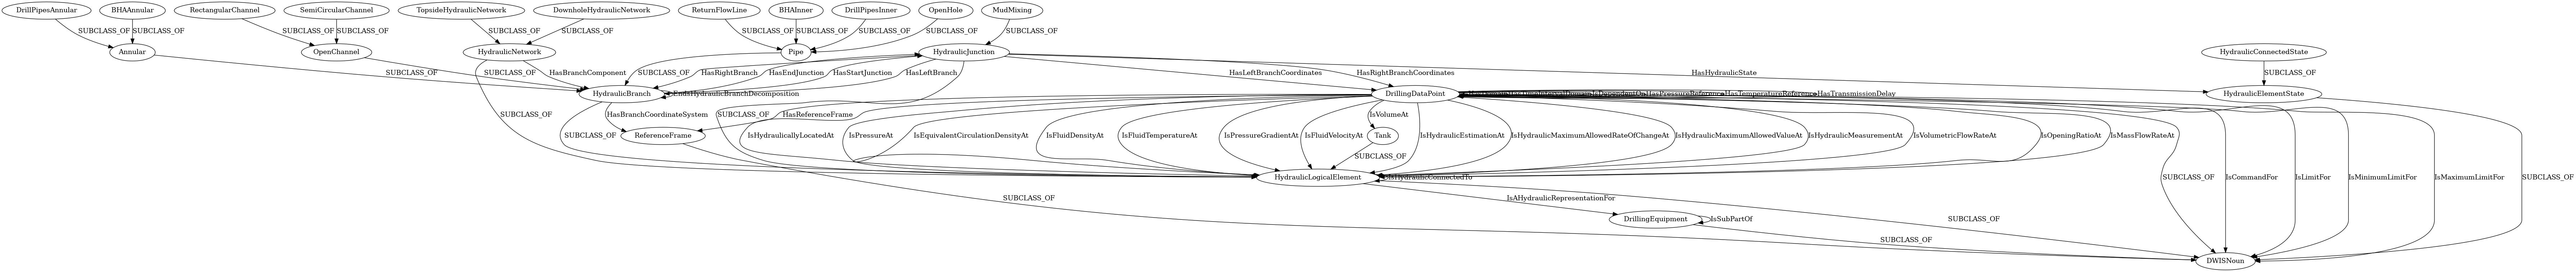 DrillPipesAnnular
BHAAnnular
RectangularChannel
SemiCircularChannel
TopsideHydraulicNetwork
DownholeHydraulicNetwork
ReturnFlowLine
BHAInner
DrillPipesInner
OpenHole
MudMixing
SUBCLASS_OF
SUBCLASS_OF
SUBCLASS_OF
SUBCLASS_OF
SUBCLASS_OF
SUBCLASS_OF
SUBCLASS_OF
SUBCLASS_OF
SUBCLASS_OF
SUBCLASS_OF
SUBCLASS_OF
Annular
OpenChannel
HydraulicNetwork
Pipe
HydraulicJunction
HydraulicConnectedState
SUBCLASS_OF
SUBCLASS_OF
HasBranchComponent
SUBCLASS_OF
HasRightBranch
HasEndJunction
HasStartJunction
HasLeftBranch
HasLeftBranchCoordinates
HasRightBranchCoordinates
HasHydraulicState
SUBCLASS_OF
HydraulicBranch
EndsHydraulicBranchDecomposition
DrillingDataPoint
HasPressureReference
HasTemperatureReference
HasTransmissionDelay
HydraulicElementState
SUBCLASS_OF
HasBranchCoordinateSystem
SUBCLASS_OF
HasReferenceFrame
IsVolumeAt
SUBCLASS_OF
ReferenceFrame
IsHydraulicallyLocatedAt
IsPressureAt
IsEquivalentCirculationDensityAt
IsFluidDensityAt
IsFluidTemperatureAt
IsPressureGradientAt
IsFluidVelocityAt
Tank
IsHydraulicEstimationAt
IsHydraulicMaximumAllowedRateOfChangeAt
IsHydraulicMaximumAllowedValueAt
IsHydraulicMeasurementAt
IsVolumetricFlowRateAt
IsOpeningRatioAt
IsMassFlowRateAt
SUBCLASS_OF
HydraulicLogicalElement
IsHydraulicConnectedTo
SUBCLASS_OF
IsCommandFor
IsLimitFor
IsMinimumLimitFor
IsMaximumLimitFor
SUBCLASS_OF
SUBCLASS_OF
IsAHydraulicRepresentationFor
DrillingEquipment
IsSubPartOf
SUBCLASS_OF
SUBCLASS_OF
DWISNoun